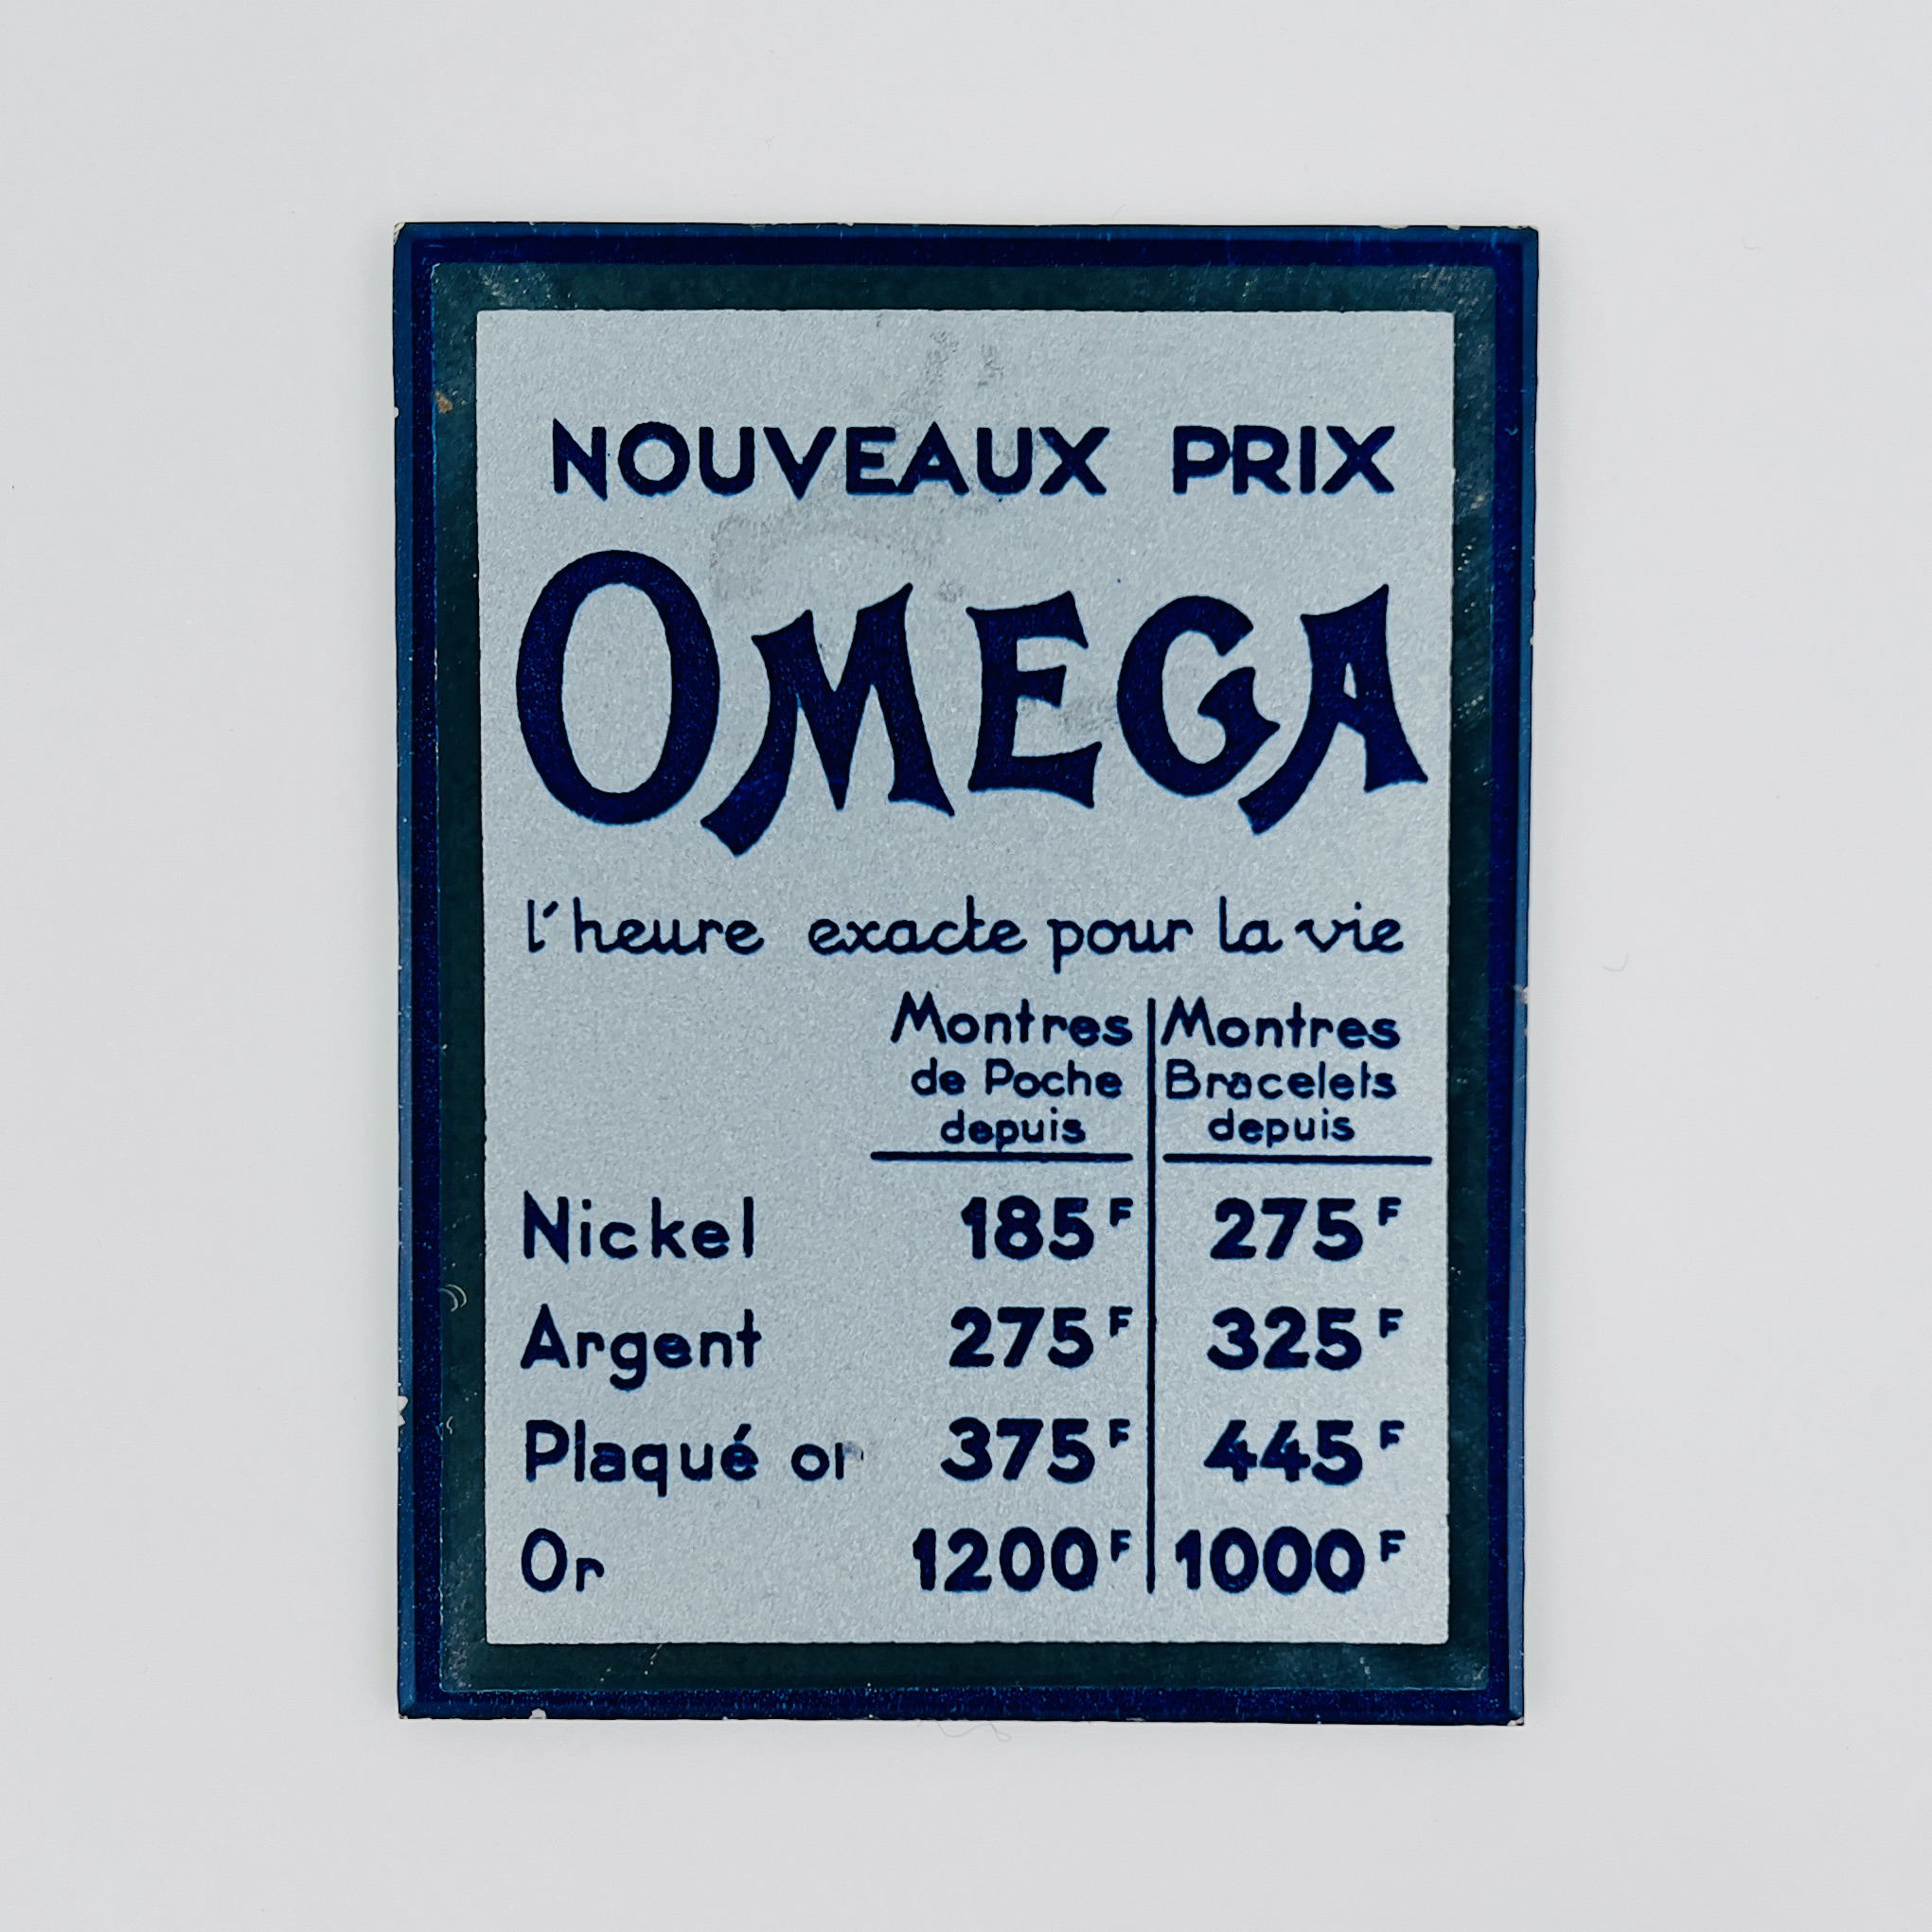 NOUVEAUX PRIX
OMEGA
l'heure exacte pour la vie
Montres Montres
de Poche Bracelets
depuis depuis
Nickel 185F 275F
Argent 275F 325F
Plaqué or 375F 445F
Or 1200F 1000F